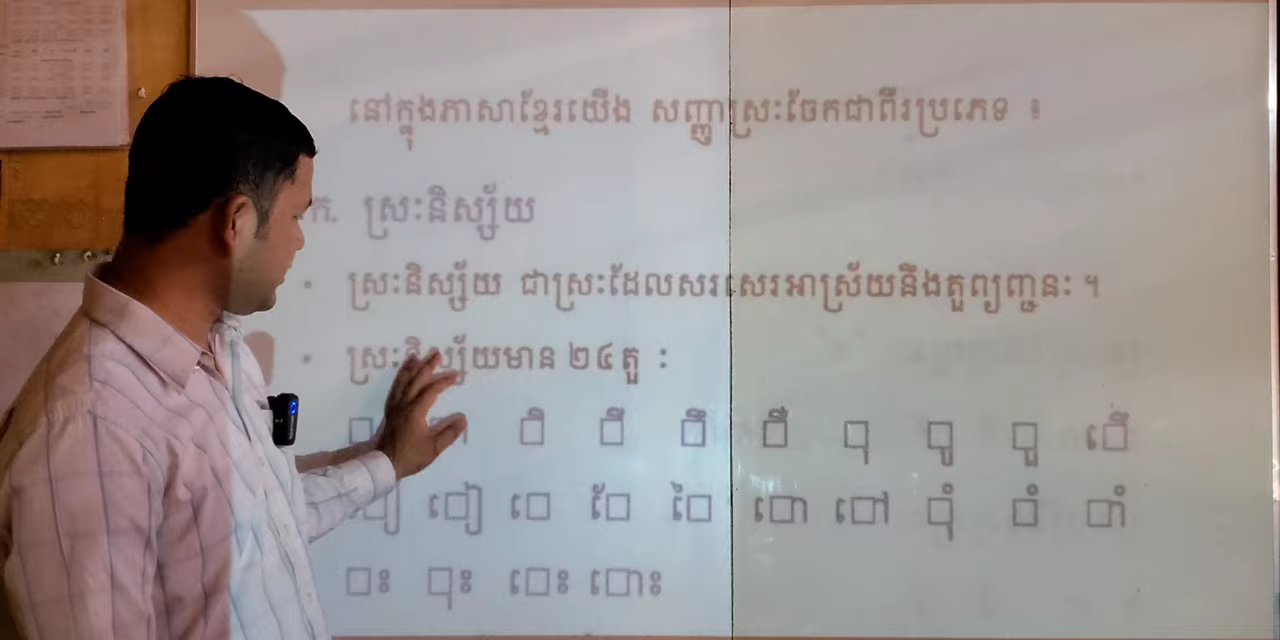 នៅក្នុងភាសាខ្មែរយើង សញ្ញាស្រៈចែកជាពីរប្រភេទ ៖
ក. ស្រៈនិស្ស័យ
• ស្រៈនិស្ស័យ ជាស្រៈដែលសរសេរអាស្រ័យនឹងតួព្យញ្ជនៈ ។
• ស្រៈនិស្ស័យមាន ២៤ តួ ៖
□ □ា □ិ □ី □ឹ □ឺ □ុ □ូ □ួ □ើ
□ឿ □ៀ □េ □ែ □ៃ □ោ □ៅ □ុំ □ំ □ាំ
□ះ □ុះ □េះ □ោះ